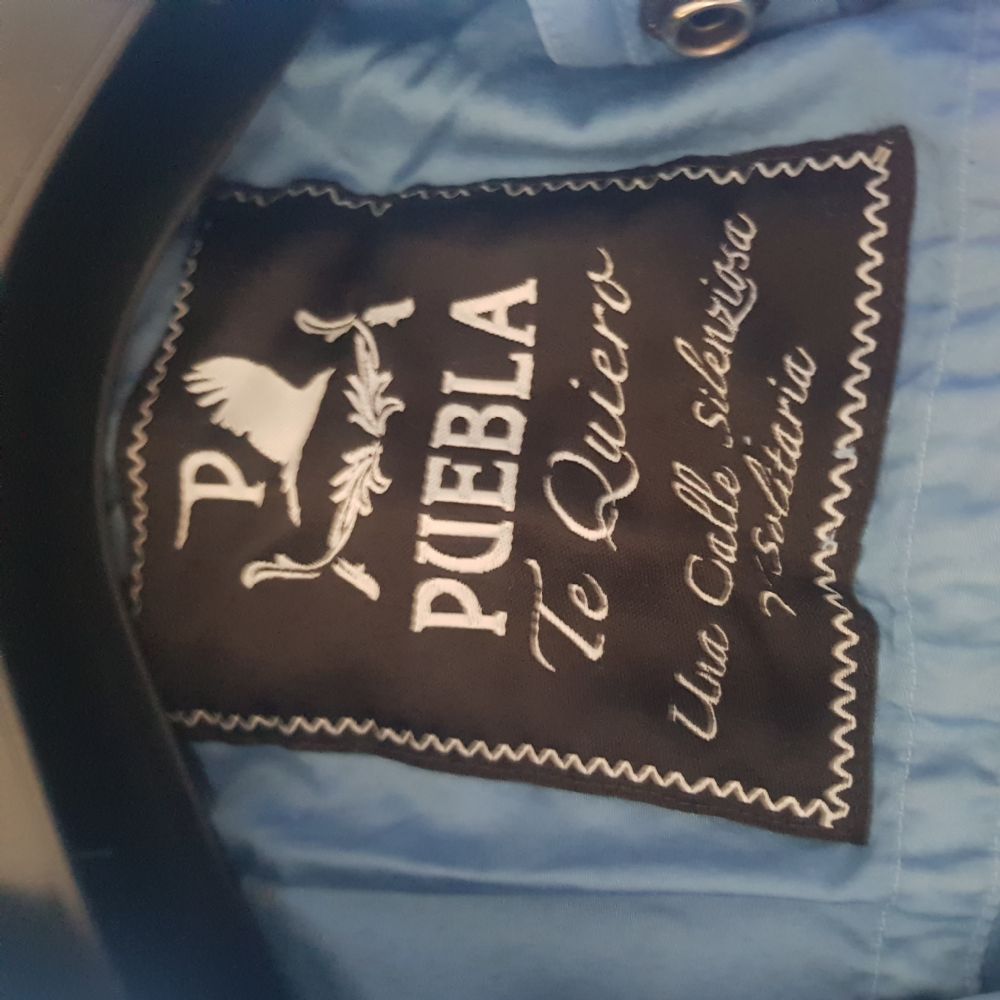 P
PUEBLA
Te Quiero
Una Calle Silenziosa
y Solitaria